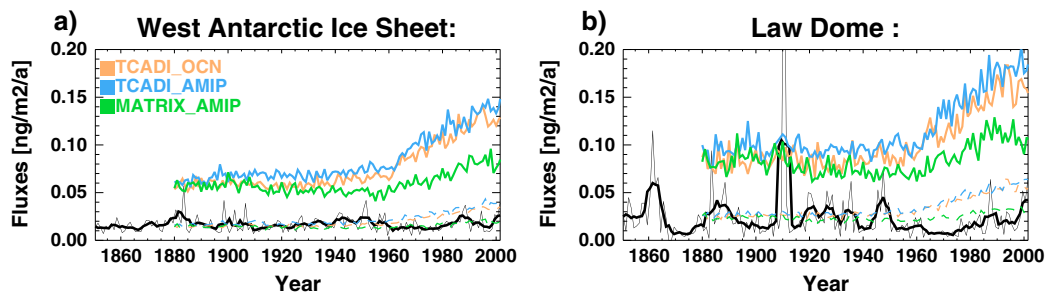 a) West Antarctic Ice Sheet:
Fluxes [ng/m2/a]
0.20
0.15
0.10
0.05
0.00
TCADI_OCN
TCADI_AMIP
MATRIX_AMIP
1860 1880 1900 1920 1940 1960 1980 2000
Year
b) Law Dome :
Fluxes [ng/m2/a]
0.20
0.15
0.10
0.05
0.00
1860 1880 1900 1920 1940 1960 1980 2000
Year